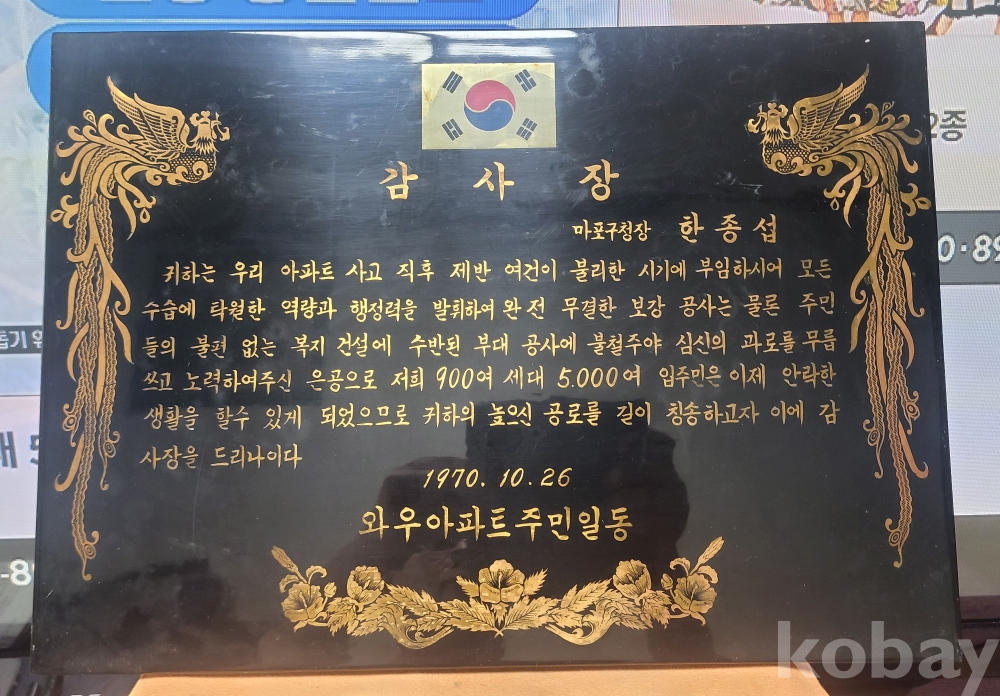 감 사 장
마포구청장 한종섭
귀하는 우리 아파트 사고 직후 제반 여건이 불리한 시기에 부임하시어 모든
수습에 탁월한 역량과 행정력을 발휘하여 완전 무결한 보강 공사는 물론 주민
들의 불편 없는 복지 건설에 수반된 부대 공사에 불철주야 심신의 과로를 무릅
쓰고 노력하여주신 은공으로 저희 900여 세대 5.000여 입주민은 이제 안락한
생활을 할수 있게 되었으므로 귀하의 높으신 공로를 길이 칭송하고자 이에 감
사장을 드리나이다
1970. 10. 26
와우아파트주민일동
2종
0·89
돋기우
5
-8
kobay